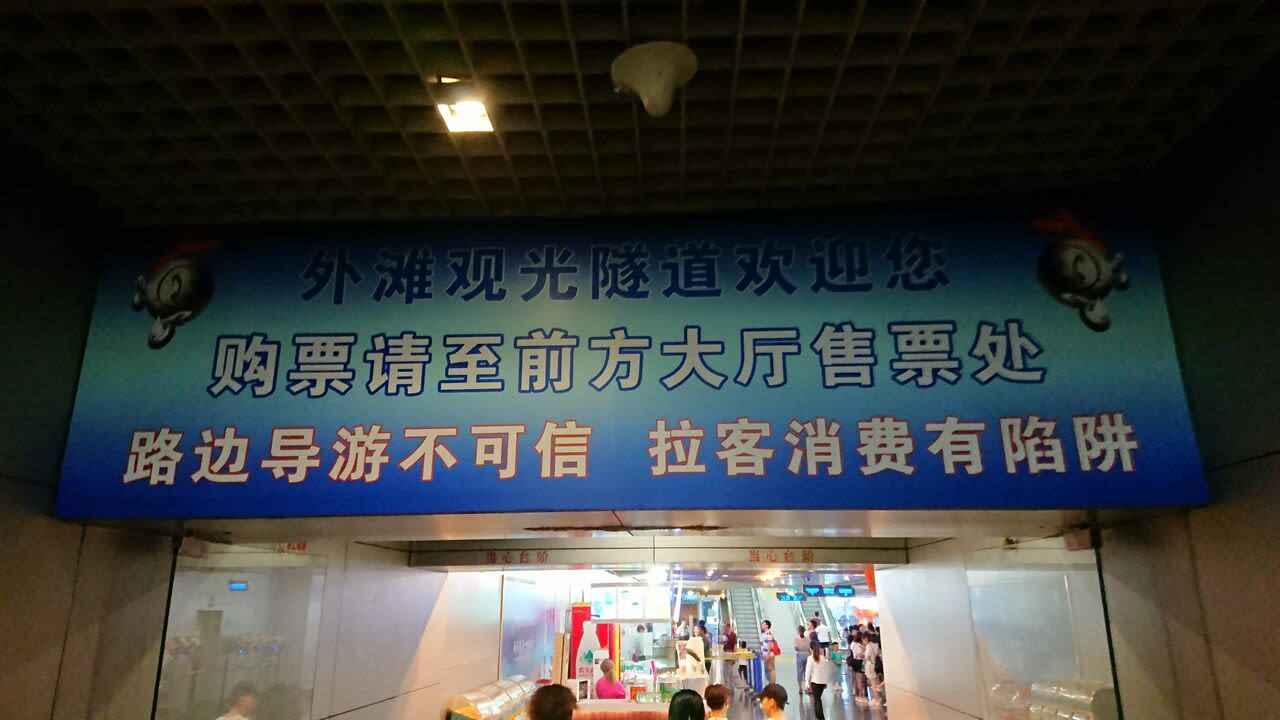 外滩观光隧道欢迎您
购票请至前方大厅售票处
路边导游不可信 拉客消费有陷阱
当心台阶 当心台阶